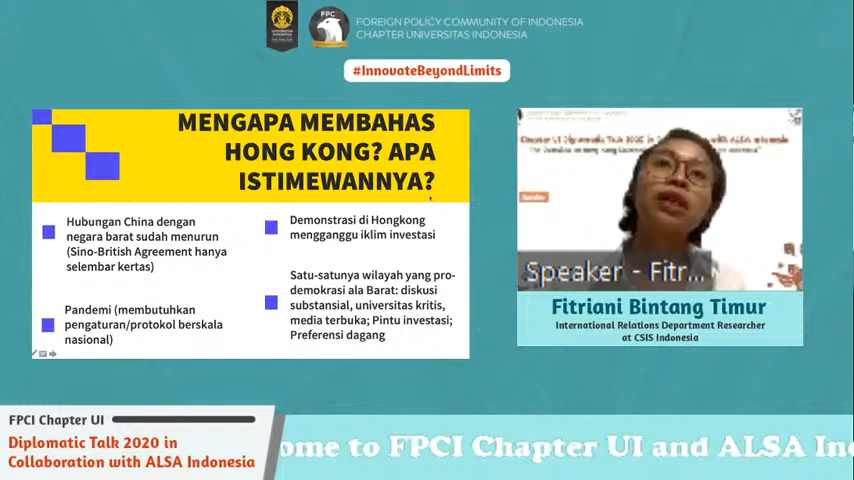 FPC
FOREIGN POLICY COMMUNITY OF INDONESIA
CHAPTER UNIVERSITAS INDONESIA
#InnovateBeyondLimits
MENGAPA MEMBAHAS
HONG KONG? APA
ISTIMEWANNYA?
Hubungan China dengan
negara barat sudah menurun
(Sino-British Agreement hanya
selembar kertas)
Pandemi (membutuhkan
pengaturan/protokol berskala
nasional)
Demonstrasi di Hongkong
mengganggu iklim investasi
Satu-satunya wilayah yang pro-
demokrasi ala Barat: diskusi
substansial, universitas kritis,
media terbuka; Pintu investasi;
Preferensi dagang
Speaker - Fitr...
Fitriani Bintang Timur
International Relations Department Researcher
at CSIS Indonesia
FPCI Chapter UI
Diplomatic Talk 2020 in
Collaboration with ALSA Indonesia
ome to FPCI Chapter UI and ALSA In